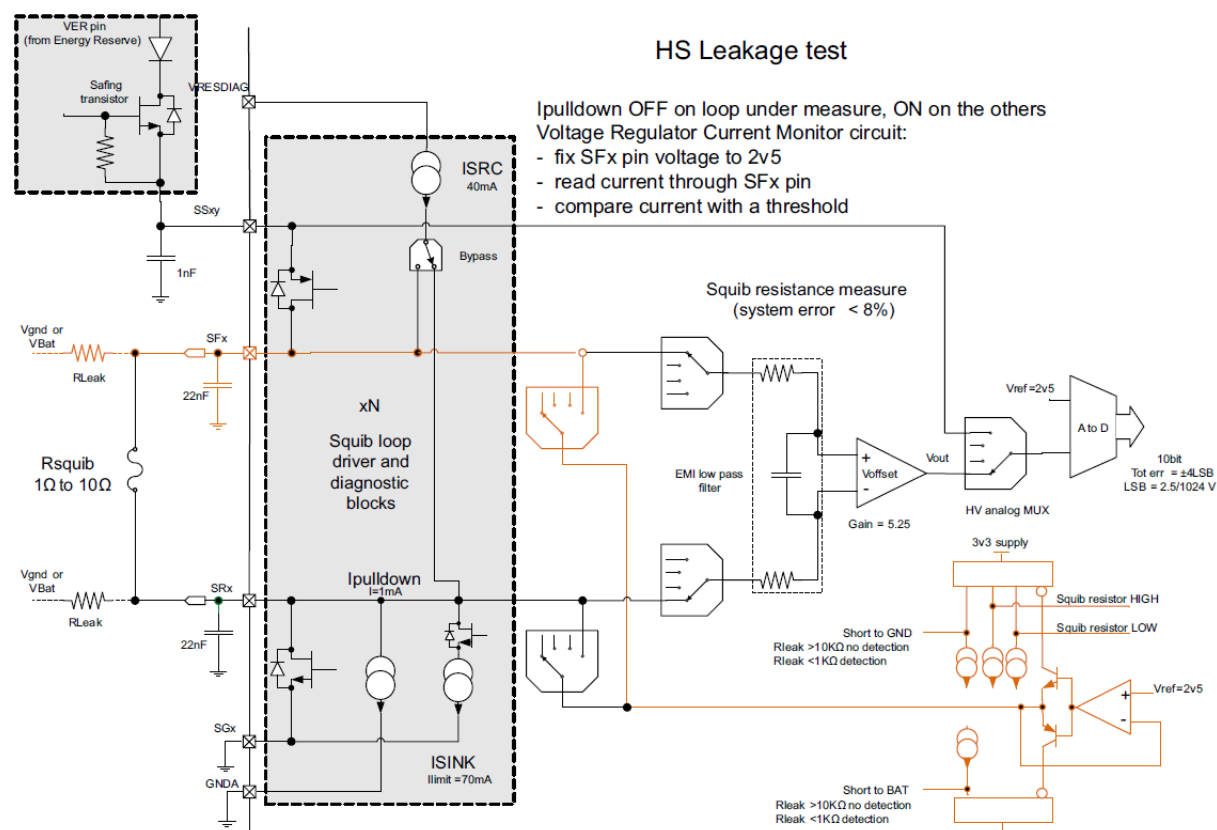 VER pin
(from Energy Reserve)
Safing
transistor
VRESDIAG
HS Leakage test
Ipulldown OFF on loop under measure, ON on the others
Voltage Regulator Current Monitor circuit:
- fix SFx pin voltage to 2v5
- read current through SFx pin
- compare current with a threshold
ISRC
40mA
SSxy
Bypass
1nF
Squib resistance measure
(system error < 8%)
Vgnd or
VBat
SFx
RLeak
22nF
xN
Squib loop
driver and
diagnostic
blocks
Rsquib
1Ω to 10Ω
Vref=2v5
A to D
10bit
Tot err = ±4LSB
LSB = 2.5/1024 V
EMI low pass
filter
+
-
Voffset
Vout
Gain = 5.25
HV analog MUX
3v3 supply
Vgnd or
VBat
SRx
RLeak
22nF
Ipulldown
I=1mA
Squib resistor HIGH
Squib resistor LOW
Short to GND
Rleak >10KΩ no detection
Rleak <1KΩ detection
Vref=2v5
+
-
SGx
GNDA
ISINK
Ilimit =70mA
Short to BAT
Rleak >10KΩ no detection
Rleak <1KΩ detection